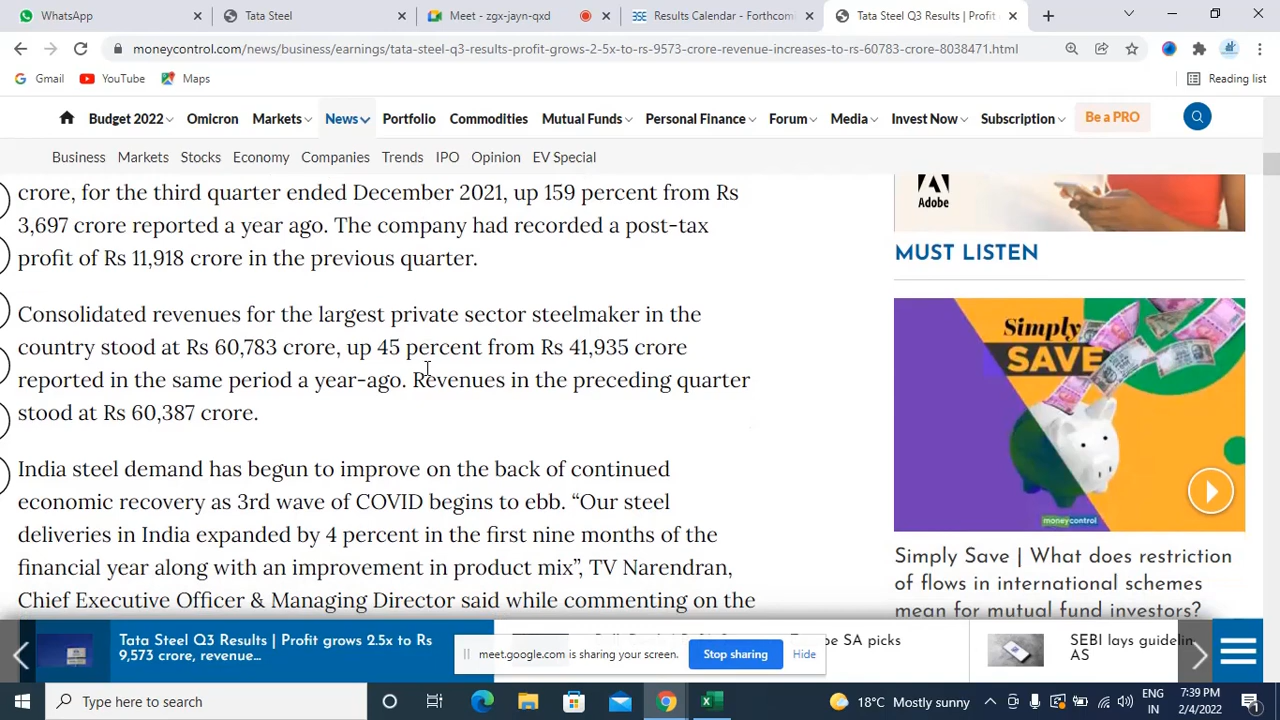 WhatsApp
Tata Steel
Meet - zgx-jayn-qxd
Results Calendar - Forthcomi
Tata Steel Q3 Results | Profit
moneycontrol.com/news/business/earnings/tata-steel-q3-results-profit-grows-2-5x-to-rs-9573-crore-revenue-increases-to-rs-60783-crore-8038471.html
Gmail YouTube Maps Reading list
Budget 2022 Omicron Markets News Portfolio Commodities Mutual Funds Personal Finance Forum Media Invest Now Subscription Be a PRO
Business Markets Stocks Economy Companies Trends IPO Opinion EV Special
crore, for the third quarter ended December 2021, up 159 percent from Rs
3,697 crore reported a year ago. The company had recorded a post-tax
profit of Rs 11,918 crore in the previous quarter.
Consolidated revenues for the largest private sector steelmaker in the
country stood at Rs 60,783 crore, up 45 percent from Rs 41,935 crore
reported in the same period a year-ago. Revenues in the preceding quarter
stood at Rs 60,387 crore.
India steel demand has begun to improve on the back of continued
economic recovery as 3rd wave of COVID begins to ebb. “Our steel
deliveries in India expanded by 4 percent in the first nine months of the
financial year along with an improvement in product mix”, TV Narendran,
Chief Executive Officer & Managing Director said while commenting on the
Adobe
MUST LISTEN
Simply
SAVE
moneycontrol
Simply Save | What does restriction
of flows in international schemes
mean for mutual fund investors?
Tata Steel Q3 Results | Profit grows 2.5x to Rs
9,573 crore, revenue...
meet.google.com is sharing your screen. Stop sharing Hide
SA picks
SEBI lays guidelin
AS
Type here to search
18°C Mostly sunny
ENG
IN
7:39 PM
2/4/2022